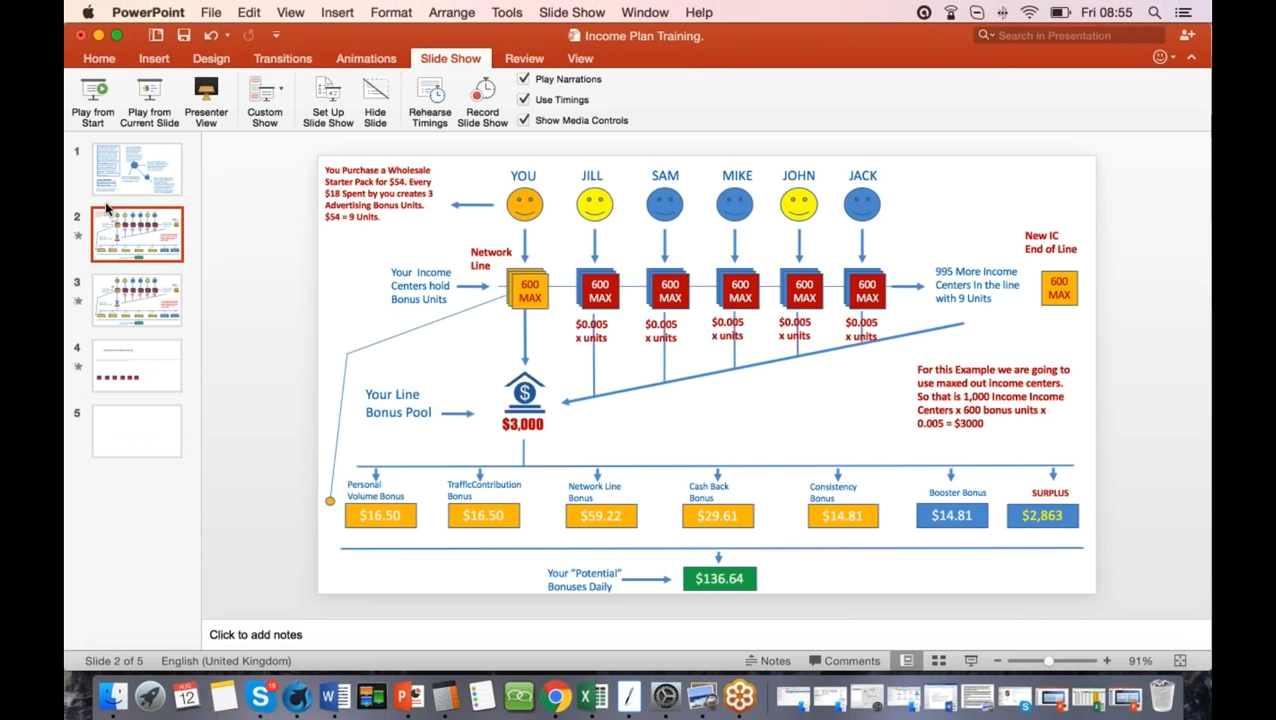 PowerPoint File Edit View Insert Format Arrange Tools Slide Show Window Help Fri 08:55
Income Plan Training.
Search in Presentation
Home Insert Design Transitions Animations Slide Show Review View
Play from Start
Play from Current Slide
Presenter View
Custom Show
Set Up Slide Show
Hide Slide
Rehearse Timings
Record Slide Show
Play Narrations
Use Timings
Show Media Controls
1
2
3
4
5
You Purchase a Wholesale
Starter Pack for $54. Every
$18 Spent by you creates 3
Advertising Bonus Units.
$54 = 9 Units.
YOU JILL SAM MIKE JOHN JACK
New IC
End of Line
Network
Line
Your Income
Centers hold
Bonus Units
600 MAX
600 MAX
600 MAX
600 MAX
600 MAX
600 MAX
995 More Income
Centers In the line
with 9 Units
600 MAX
$0.005 x units
$0.005 x units
$0.005 x units
$0.005 x units
$0.005 x units
For this Example we are going to
use maxed out income centers.
So that is 1,000 Income Income
Centers x 600 bonus units x
0.005 = $3000
Your Line
Bonus Pool
$
$3,000
Personal
Volume Bonus
$16.50
TrafficContribution
Bonus
$16.50
Network Line
Bonus
$59.22
Cash Back
Bonus
$29.61
Consistency
Bonus
$14.81
Booster Bonus
$14.81
SURPLUS
$2,863
Your "Potential"
Bonuses Daily
$136.64
Click to add notes
Slide 2 of 5 English (United Kingdom) Notes Comments 91%
AUG
12
19